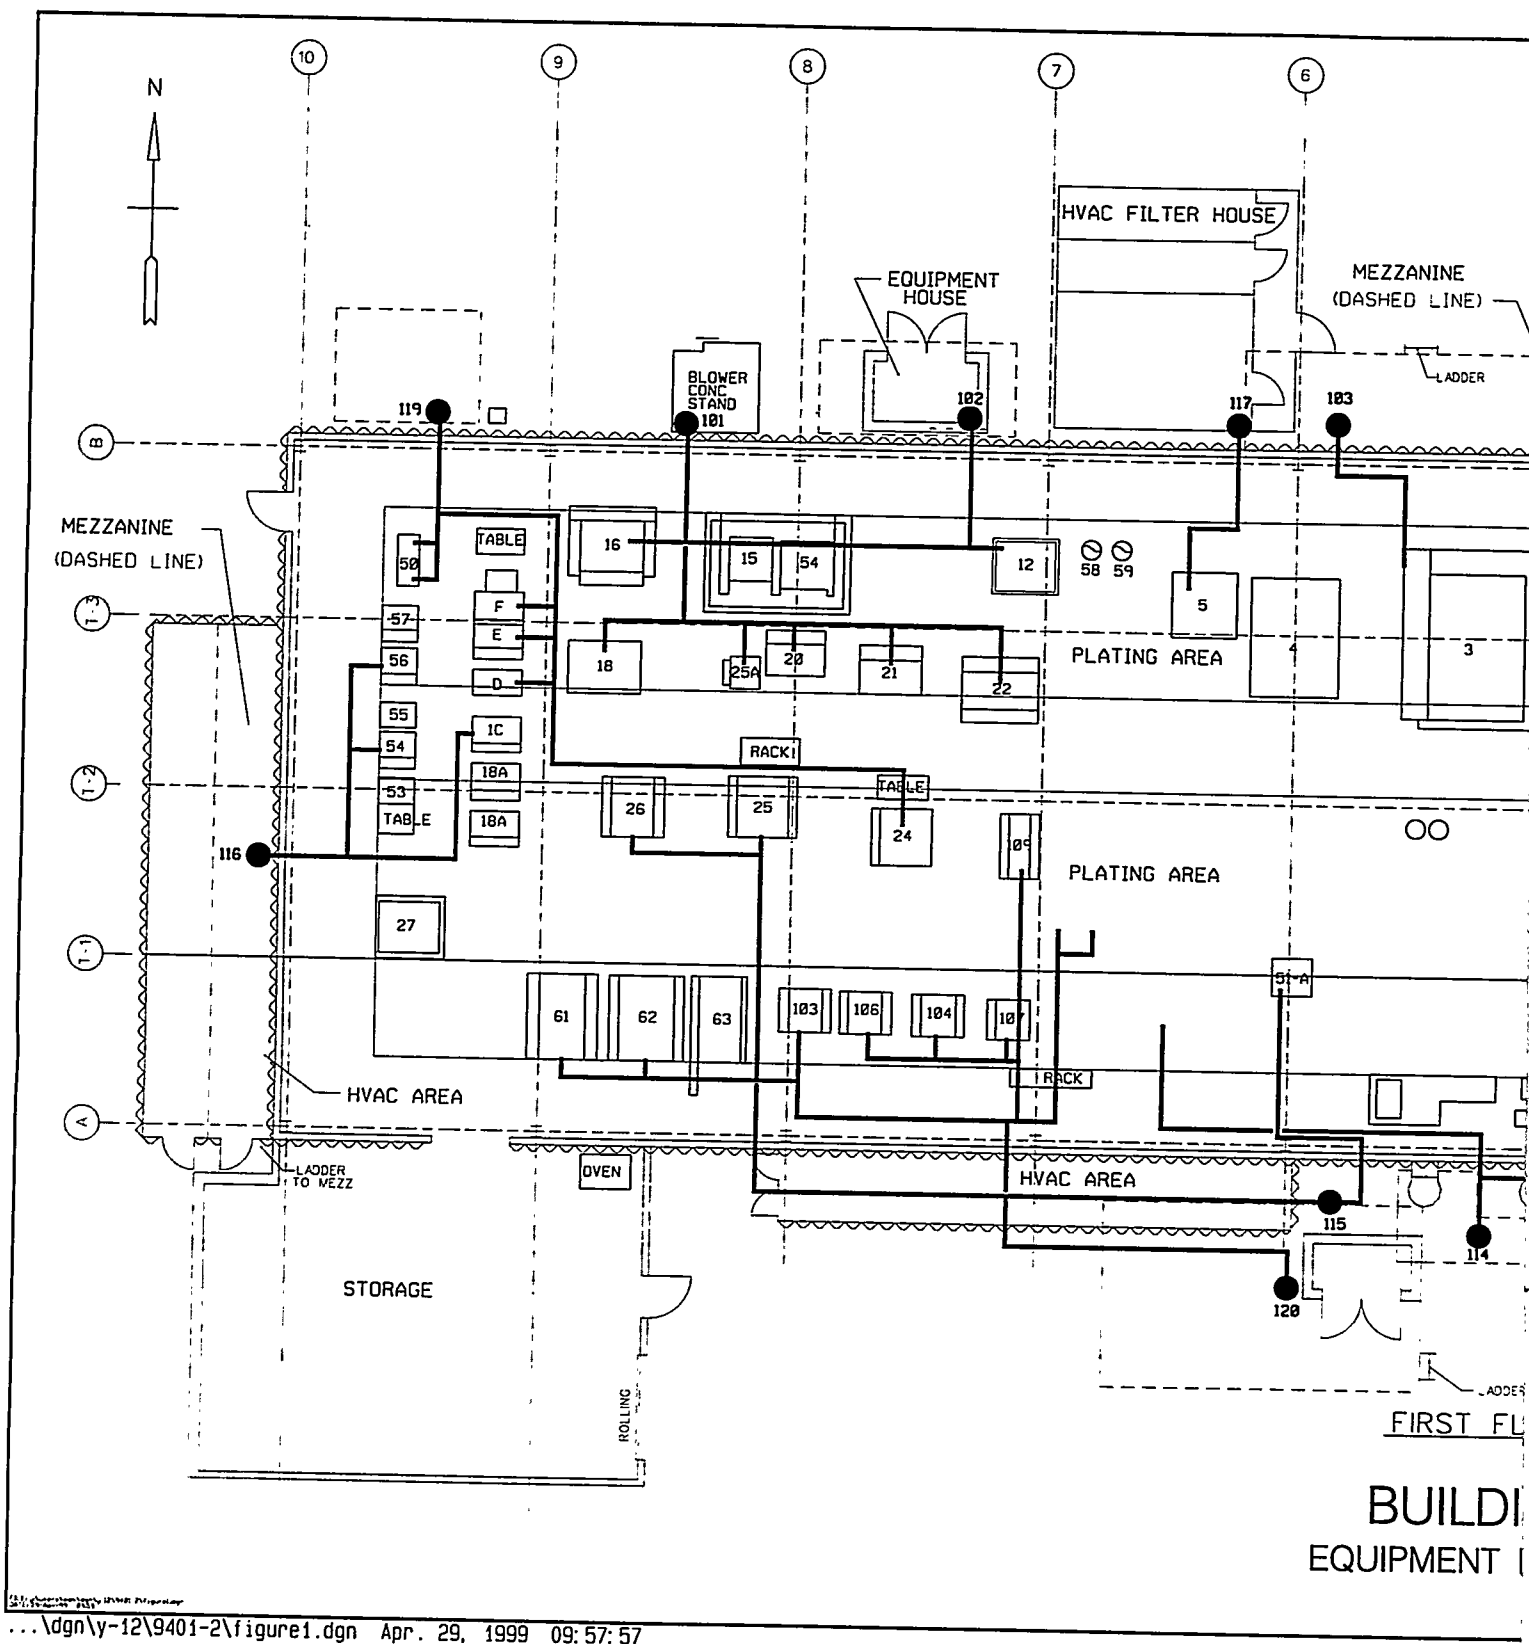 10
9
8
7
6
N
HVAC FILTER HOUSE
MEZZANINE
(DASHED LINE)
EQUIPMENT
HOUSE
LADDER
BLOWER
CONC
STAND
119
101
102
117
103
B
MEZZANINE
(DASHED LINE)
50
TABLE
16
15
54
12
58
59
5
T-3
57
F
E
56
D
18
25A
20
21
22
PLATING AREA
4
3
55
1C
54
RACK
T-2
53
18A
TABLE
18A
26
25
TABLE
24
109
116
PLATING AREA
27
T-1
51-A
61
62
63
103
106
104
107
RACK
HVAC AREA
A
LADDER
TO MEZZ
OVEN
HVAC AREA
115
114
120
STORAGE
ROLLING
LADDER
FIRST FL
BUILDI
EQUIPMENT
...\dgn\y-12\9401-2\figure1.dgn Apr. 29, 1999 09:57:57